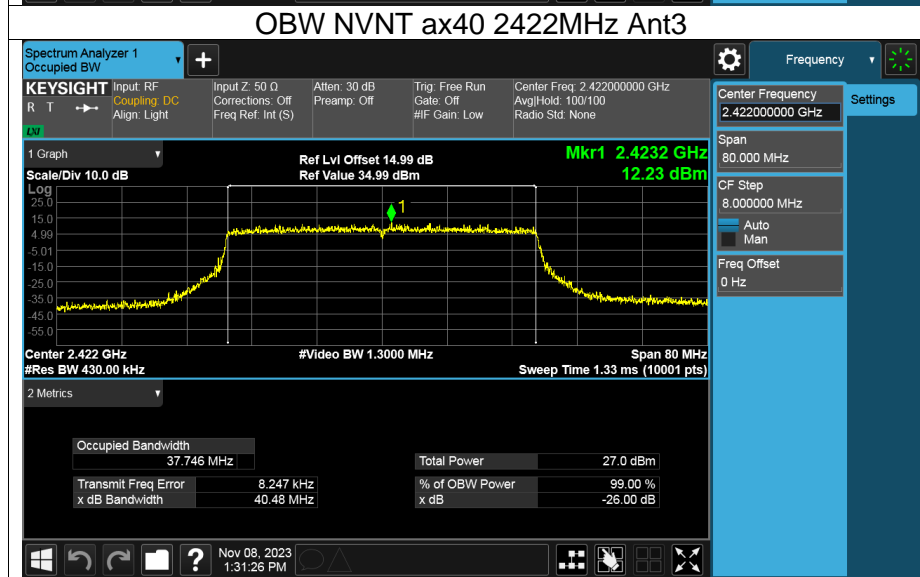 OBW NVNT ax40 2422MHz Ant3
Spectrum Analyzer 1
Occupied BW
+
Frequency
KEYSIGHT
R T
LXI
Input: RF
Coupling: DC
Align: Light
Input Z: 50 Ω
Corrections: Off
Freq Ref: Int (S)
Atten: 30 dB
Preamp: Off
Trig: Free Run
Gate: Off
#IF Gain: Low
Center Freq: 2.422000000 GHz
Avg|Hold: 100/100
Radio Std: None
Center Frequency
2.422000000 GHz
Settings
Span
80.000 MHz
CF Step
8.000000 MHz
Auto
Man
Freq Offset
0 Hz
1 Graph
Scale/Div 10.0 dB
Ref Lvl Offset 14.99 dB
Ref Value 34.99 dBm
Mkr1 2.4232 GHz
12.23 dBm
Log
25.0
15.0
4.99
-5.01
-15.0
-25.0
-35.0
-45.0
-55.0
1
Center 2.422 GHz
#Video BW 1.3000 MHz
Span 80 MHz
#Res BW 430.00 kHz
Sweep Time 1.33 ms (10001 pts)
2 Metrics
Occupied Bandwidth
37.746 MHz
Total Power 27.0 dBm
Transmit Freq Error 8.247 kHz
% of OBW Power 99.00 %
x dB Bandwidth 40.48 MHz
x dB -26.00 dB
?
Nov 08, 2023
1:31:26 PM